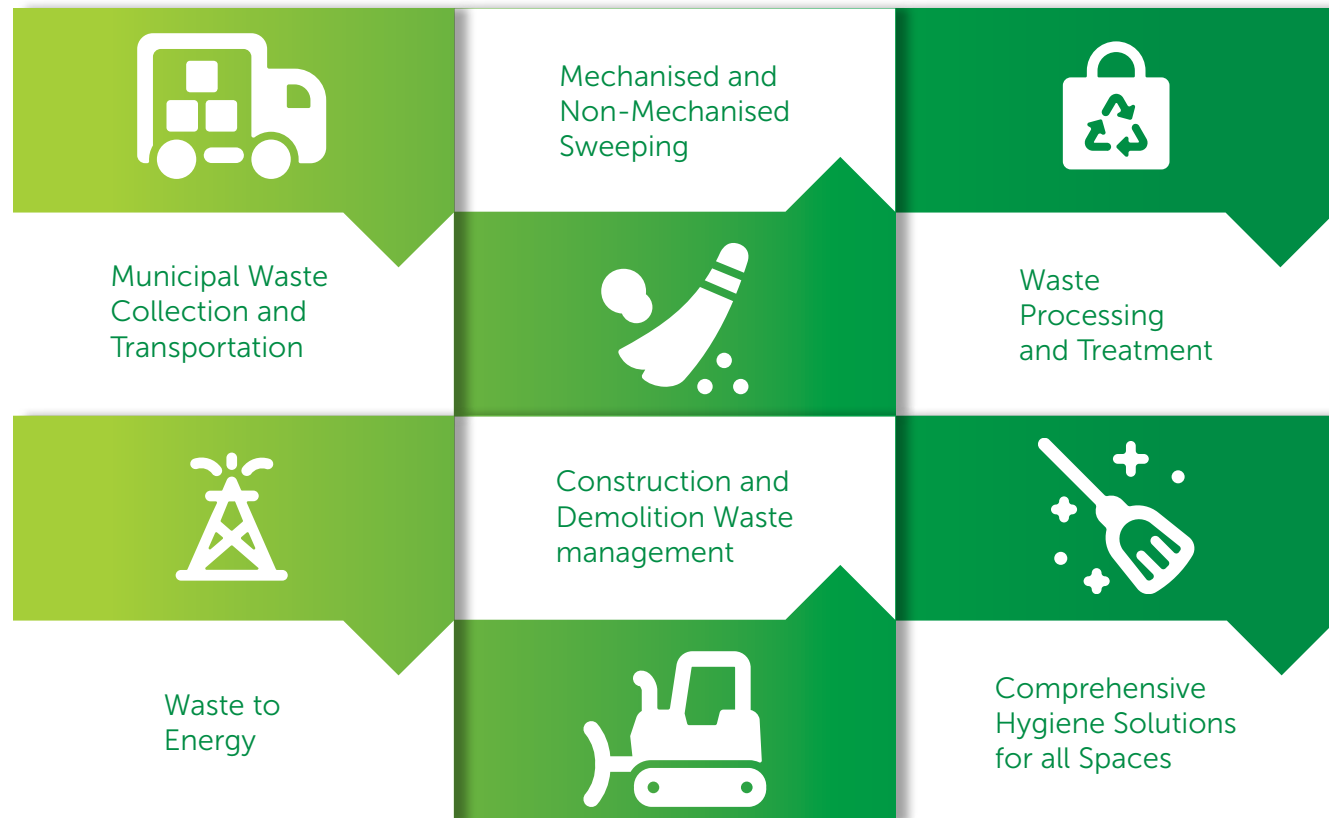 Mechanised and
Non-Mechanised
Sweeping
Municipal Waste
Collection and
Transportation
Waste
Processing
and Treatment
Construction and
Demolition Waste
management
Waste to
Energy
Comprehensive
Hygiene Solutions
for all Spaces